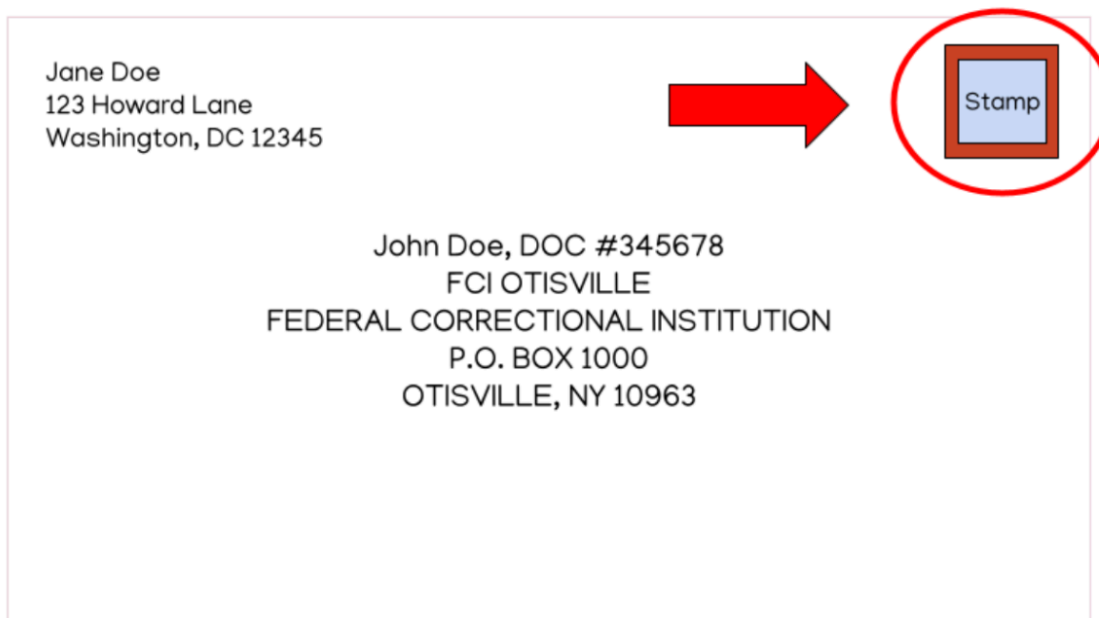 Jane Doe
123 Howard Lane
Washington, DC 12345
Stamp
John Doe, DOC #345678
FCI OTISVILLE
FEDERAL CORRECTIONAL INSTITUTION
P.O. BOX 1000
OTISVILLE, NY 10963